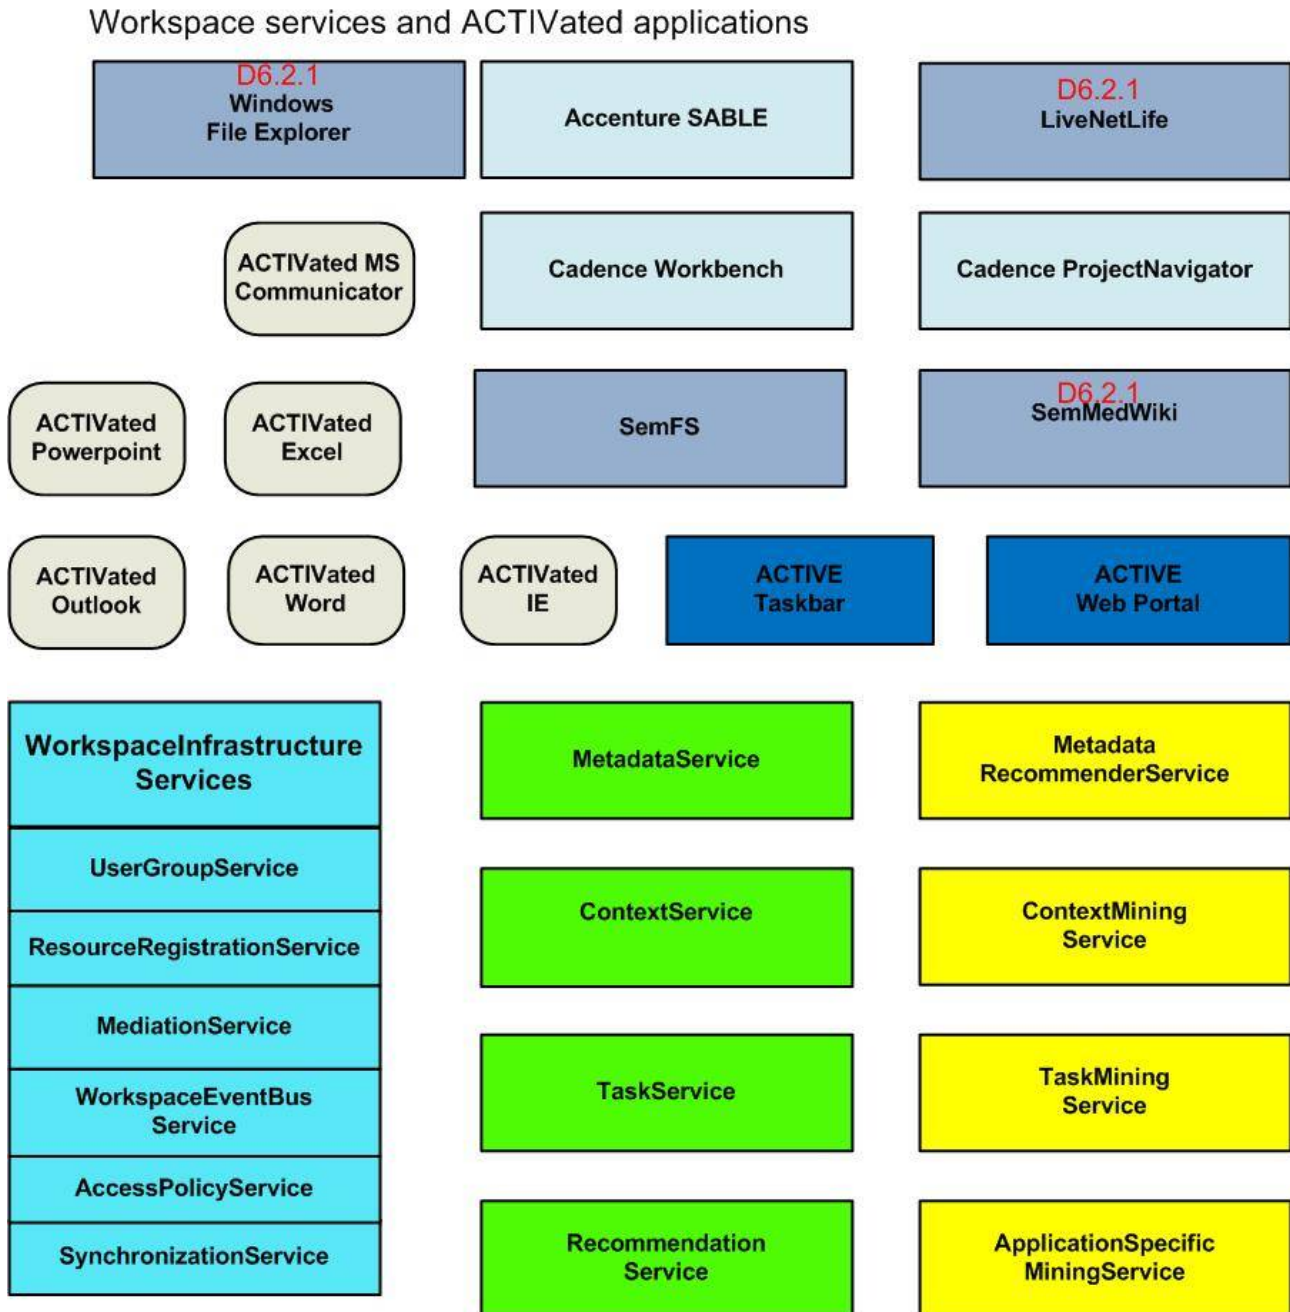 Workspace services and ACTIVated applications
D6.2.1
Windows
File Explorer
Accenture SABLE
D6.2.1
LiveNetLife
ACTIVated MS
Communicator
Cadence Workbench
Cadence ProjectNavigator
ACTIVated
Powerpoint
ACTIVated
Excel
SemFS
D6.2.1
SemMedWiki
ACTIVated
Outlook
ACTIVated
Word
ACTIVated
IE
ACTIVE
Taskbar
ACTIVE
Web Portal
WorkspaceInfrastructure
Services
UserGroupService
ResourceRegistrationService
MediationService
WorkspaceEventBus
Service
AccessPolicyService
SynchronizationService
MetadataService
ContextService
TaskService
Recommendation
Service
Metadada
RecommenderService
ContextMining
Service
TaskMining
Service
ApplicationSpecific
MiningService